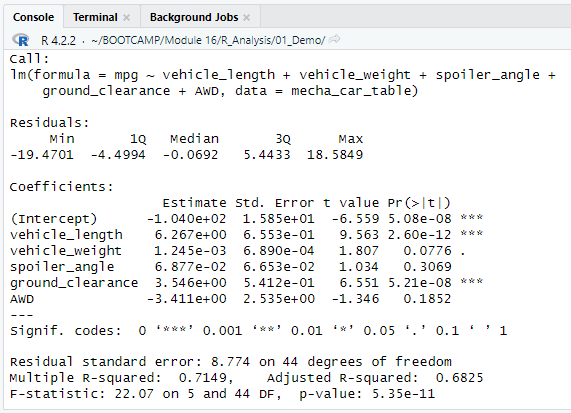 Console Terminal × Background Jobs ×
R 4.2.2 · ~/BOOTCAMP/Module 16/R_Analysis/01_Demo/
Call:
lm(formula = mpg ~ vehicle_length + vehicle_weight + spoiler_angle +
    ground_clearance + AWD, data = mecha_car_table)

Residuals:
     Min       1Q   Median       3Q      Max
-19.4701  -4.4994  -0.0692   5.4433  18.5849

Coefficients:
                   Estimate Std. Error t value Pr(>|t|)
(Intercept)      -1.040e+02  1.585e+01  -6.559 5.08e-08 ***
vehicle_length    6.267e+00  6.553e-01   9.563 2.60e-12 ***
vehicle_weight    1.245e-03  6.890e-04   1.807   0.0776 .
spoiler_angle     6.877e-02  6.653e-02   1.034   0.3069
ground_clearance  3.546e+00  5.412e-01   6.551 5.21e-08 ***
AWD              -3.411e+00  2.535e+00  -1.346   0.1852
---
Signif. codes:  0 ‘***’ 0.001 ‘**’ 0.01 ‘*’ 0.05 ‘.’ 0.1 ‘ ’ 1

Residual standard error: 8.774 on 44 degrees of freedom
Multiple R-squared:  0.7149,    Adjusted R-squared:  0.6825
F-statistic: 22.07 on 5 and 44 DF,  p-value: 5.35e-11